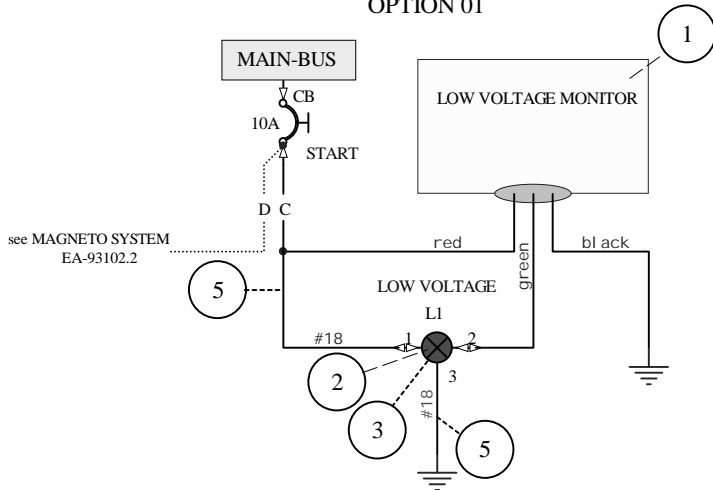 OPTION 01
1
MAIN-BUS
CB
10A
LOW VOLTAGE MONITOR
START
D C
see MAGNETO SYSTEM
EA-93102.2
red
black
green
5
LOW VOLTAGE
L1
#18
1
2
3
2
#18
3
5